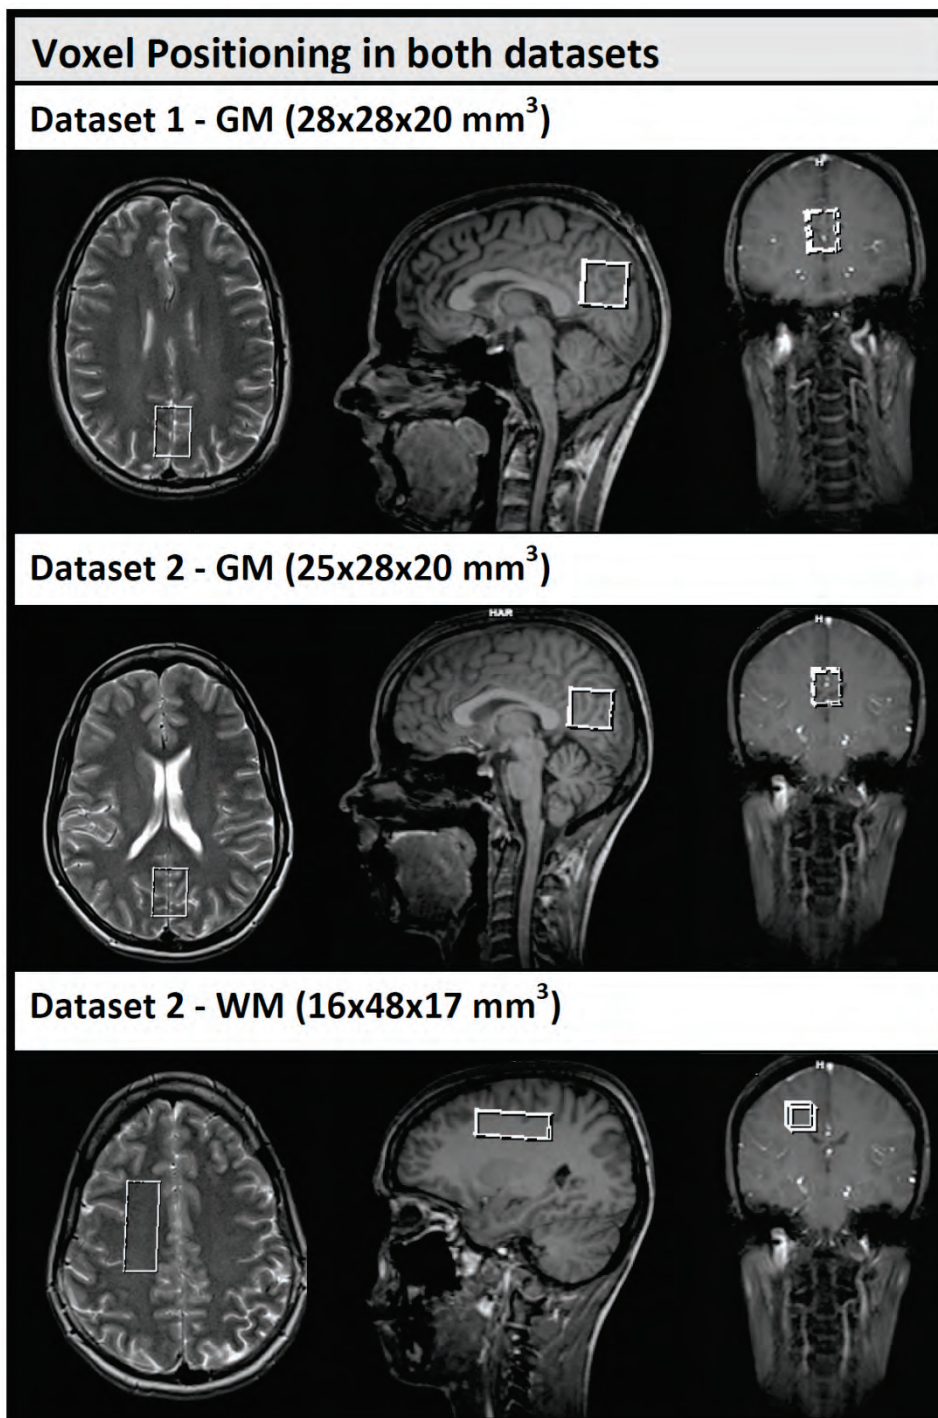 Voxel Positioning in both datasets
Dataset 1 - GM (28x28x20 mm³)
H
Dataset 2 - GM (25x28x20 mm³)
HAR
H
Dataset 2 - WM (16x48x17 mm³)
H